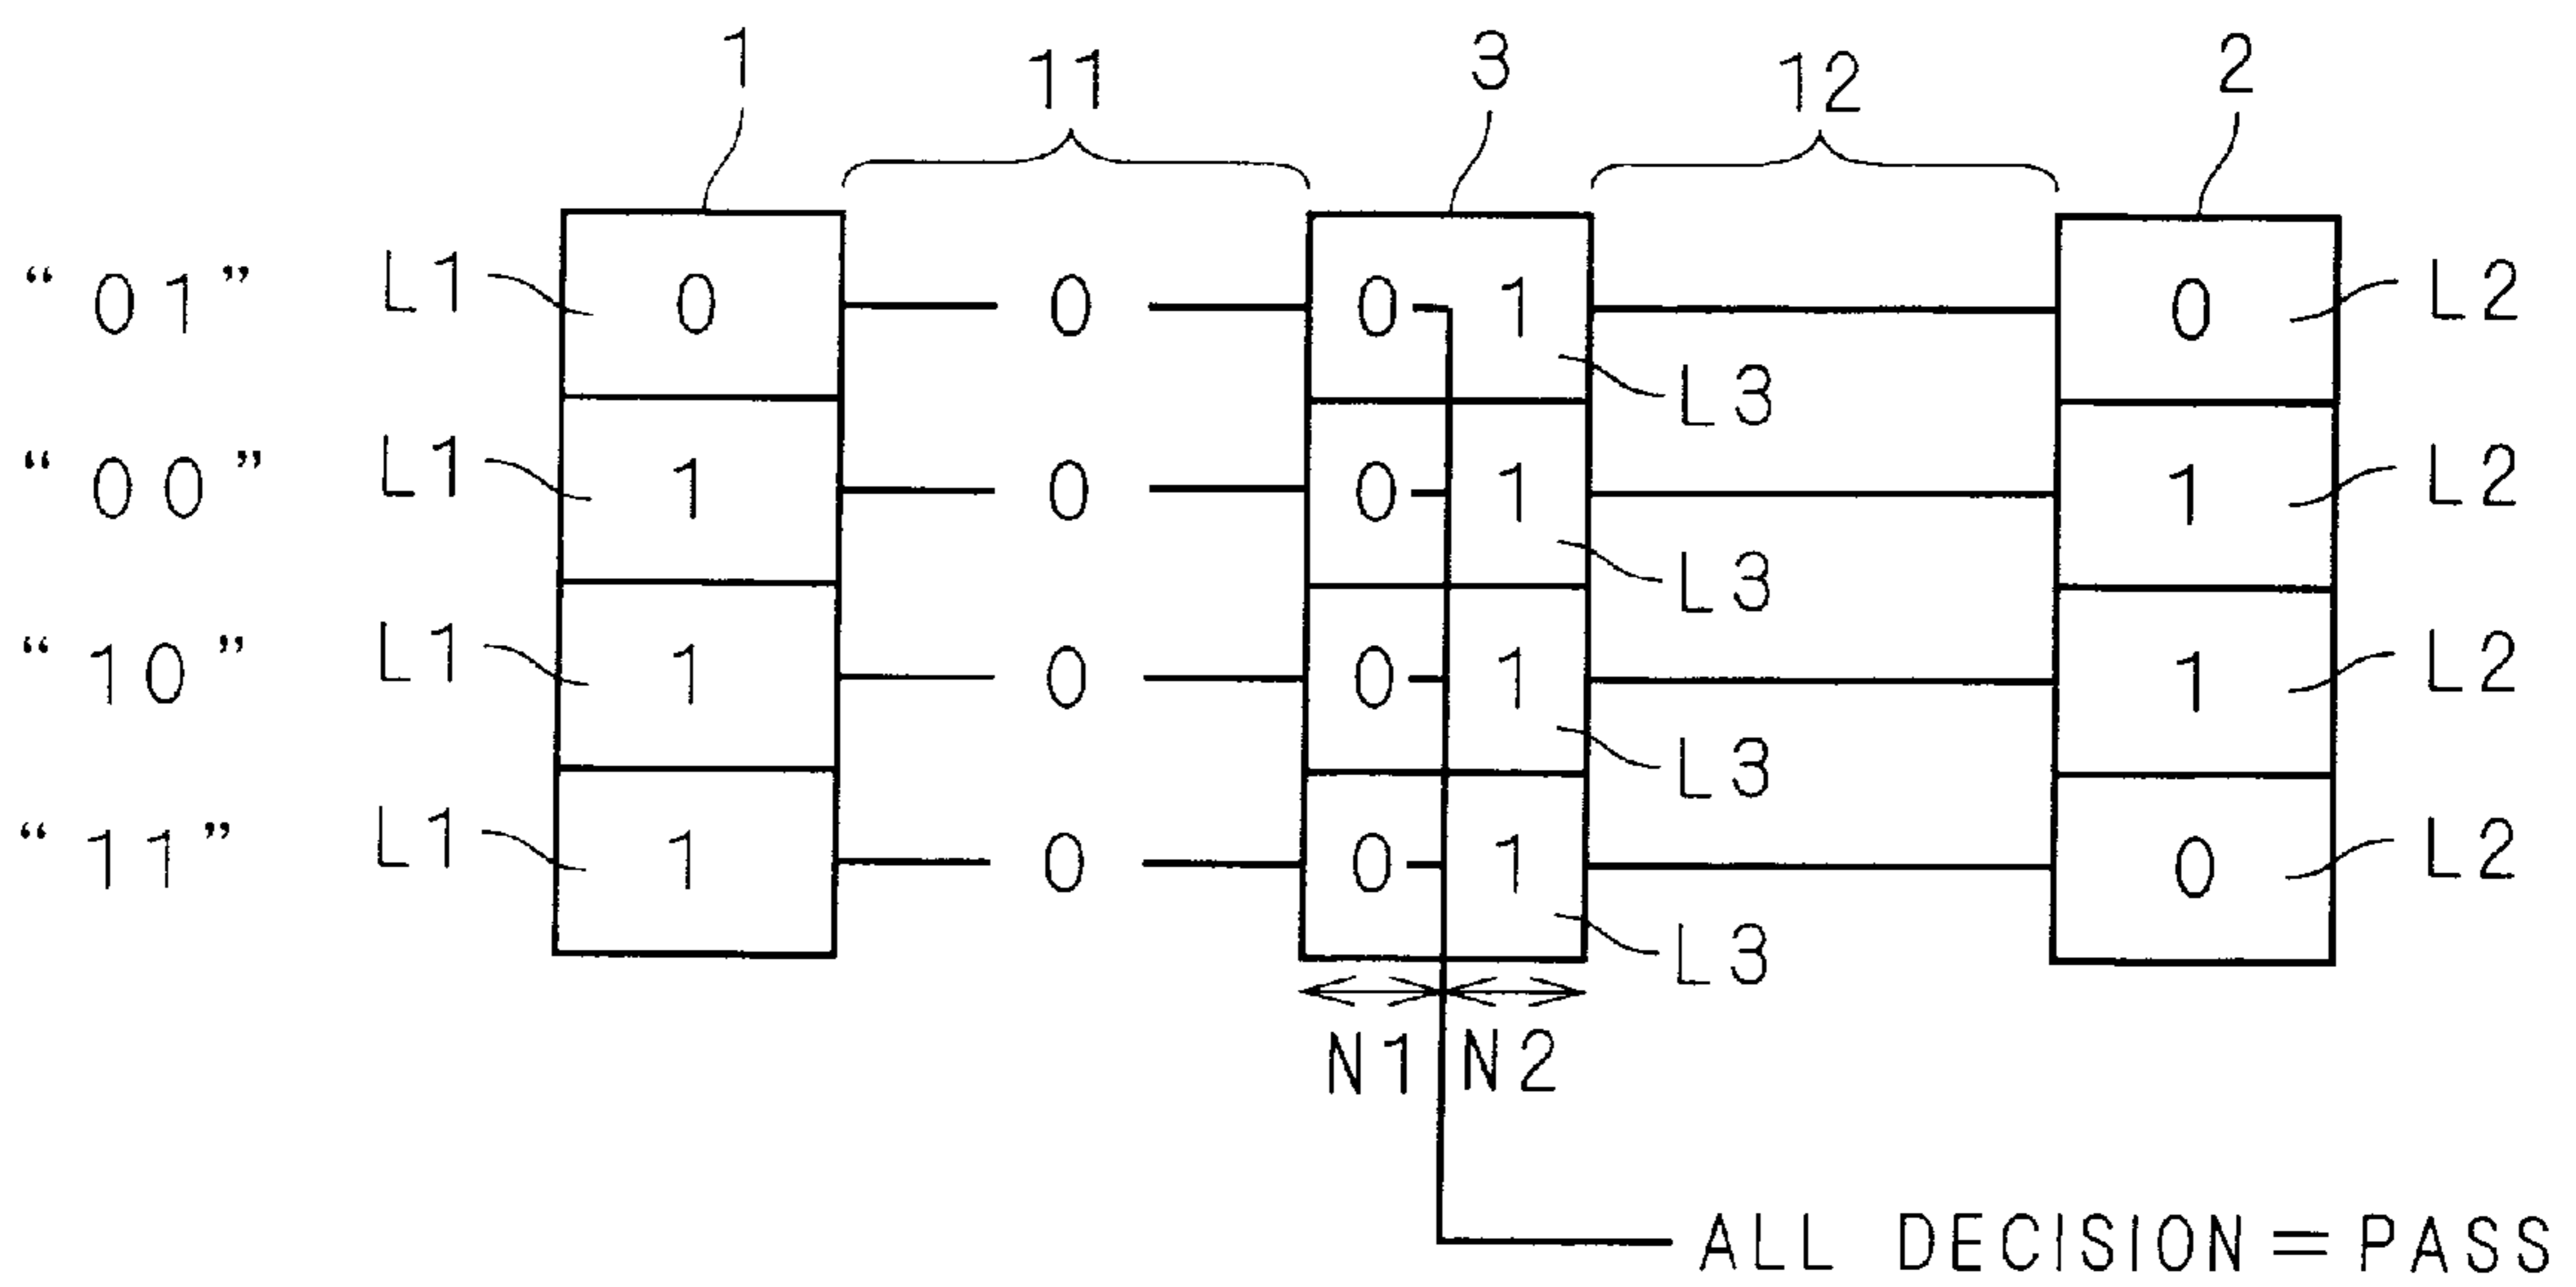 1 11 3 12 2
“01” L1 0 0 0 1 0 L2
L3
“00” L1 1 0 0 1 1 L2
L3
“10” L1 1 0 0 1 1 L2
L3
“11” L1 1 0 0 1 0 L2
L3
N1 N2
ALL DECISION=PASS